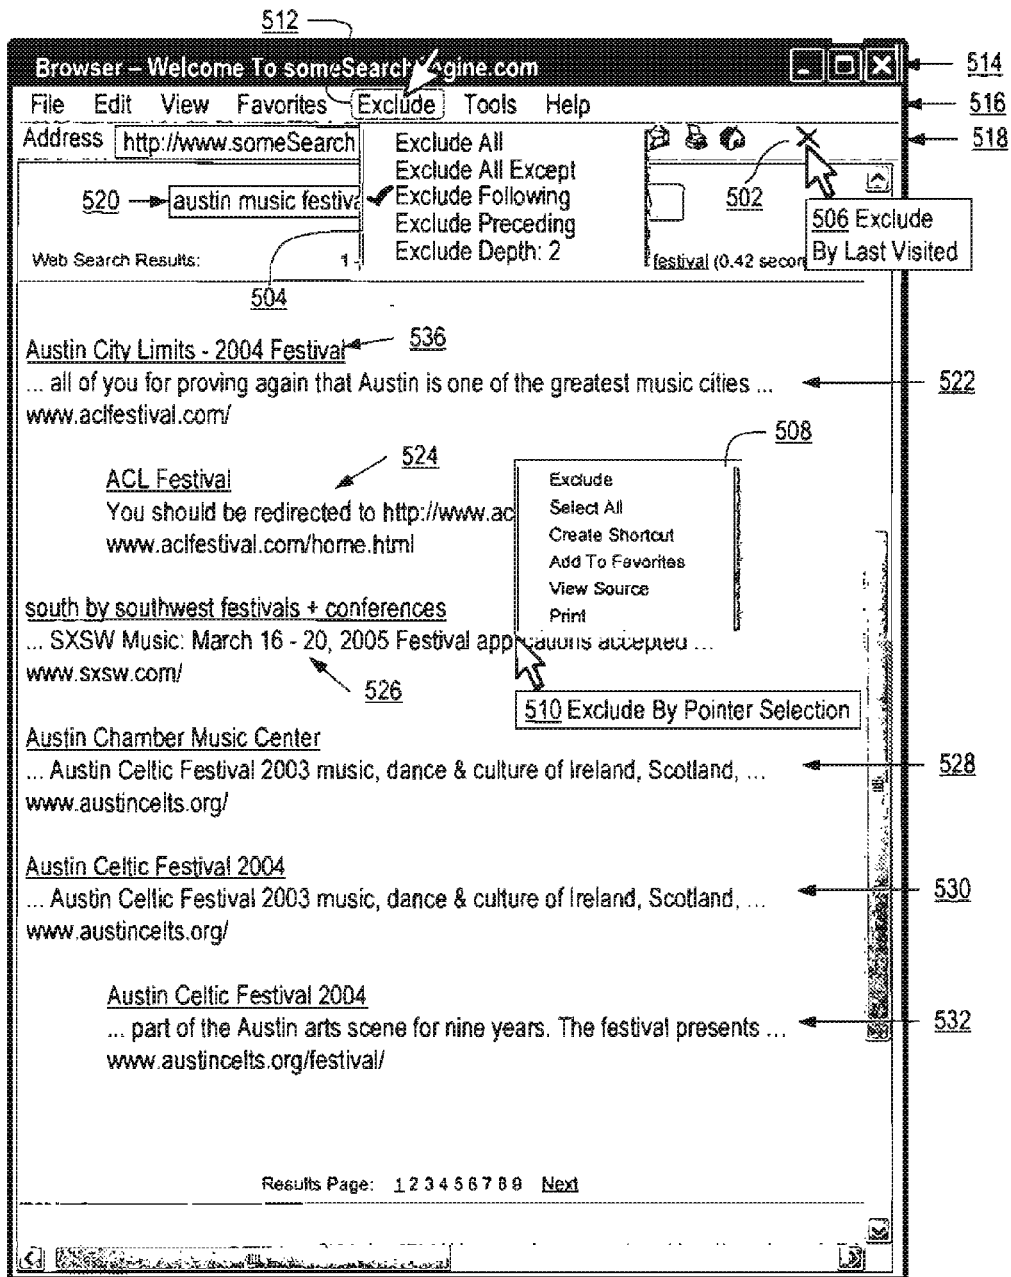 512
Browser – Welcome To someSearch gine.com
514
File Edit View Favorites Exclude Tools Help
516
Address http://www.someSearch
518
Exclude All
Exclude All Except
Exclude Following
Exclude Preceding
Exclude Depth: 2
502
520
austin music festiva
506 Exclude
By Last Visited
Web Search Results: 1 -
festival (0.42 secon
504
Austin City Limits - 2004 Festival
536
... all of you for proving again that Austin is one of the greatest music cities ...
522
www.aclfestival.com/
508
524
ACL Festival
You should be redirected to http://www.ac
www.aclfestival.com/home.html
Exclude
Select All
Create Shortcut
Add To Favorites
View Source
Print
south by southwest festivals + conferences
... SXSW Music: March 16 - 20, 2005 Festival applications accepted ...
www.sxsw.com/
526
510 Exclude By Pointer Selection
Austin Chamber Music Center
... Austin Celtic Festival 2003 music, dance & culture of Ireland, Scotland, ...
528
www.austincelts.org/
Austin Celtic Festival 2004
... Austin Celtic Festival 2003 music, dance & culture of Ireland, Scotland, ...
530
www.austincelts.org/
Austin Celtic Festival 2004
... part of the Austin arts scene for nine years. The festival presents ...
532
www.austincelts.org/festival/
Results Page: 1 2 3 4 5 6 7 8 9 Next